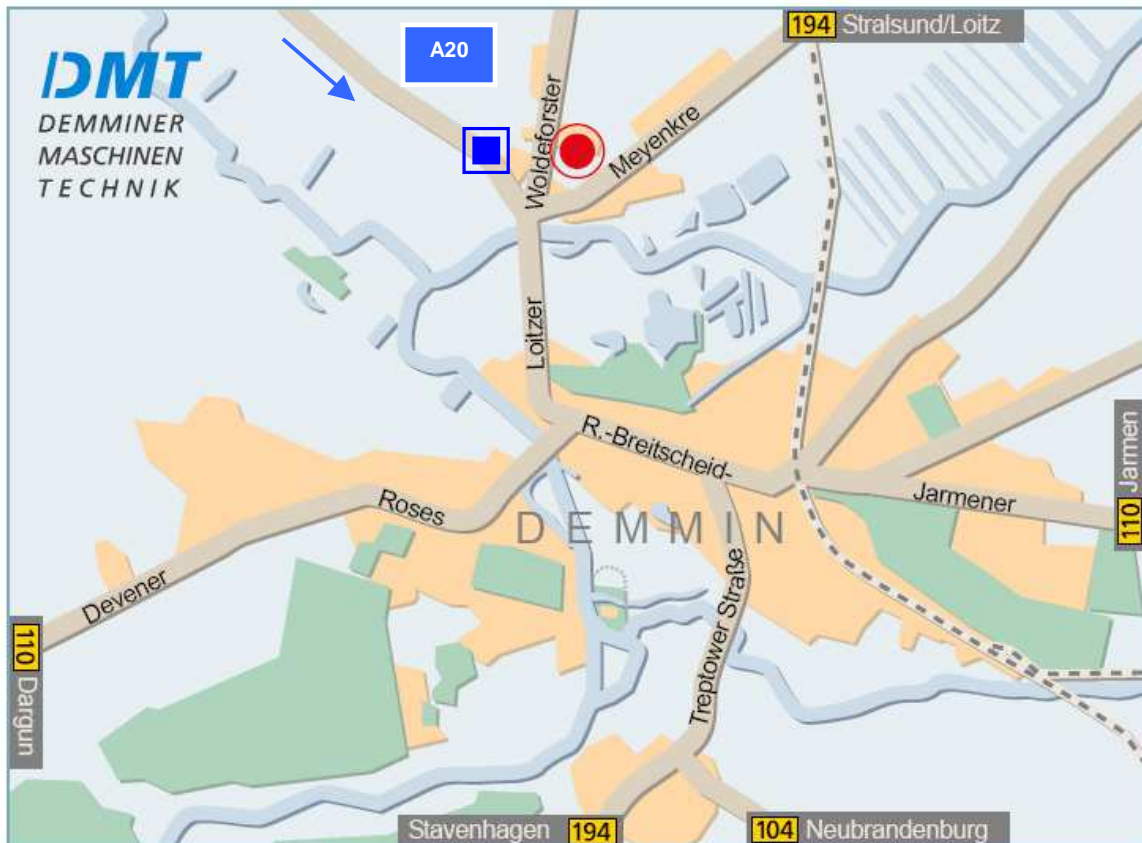 194 Stralsund/Loitz
A20
DMT
DEMMINER
MASCHINEN
TECHNIK
Woldeforster
Meyenkre
Loitzer
R.-Breitscheid-
Jarmen
110
Roses
Jarmener
DEMMIN
Devener
Treptower Straße
110
Dargun
Stavenhagen 194
104 Neubrandenburg